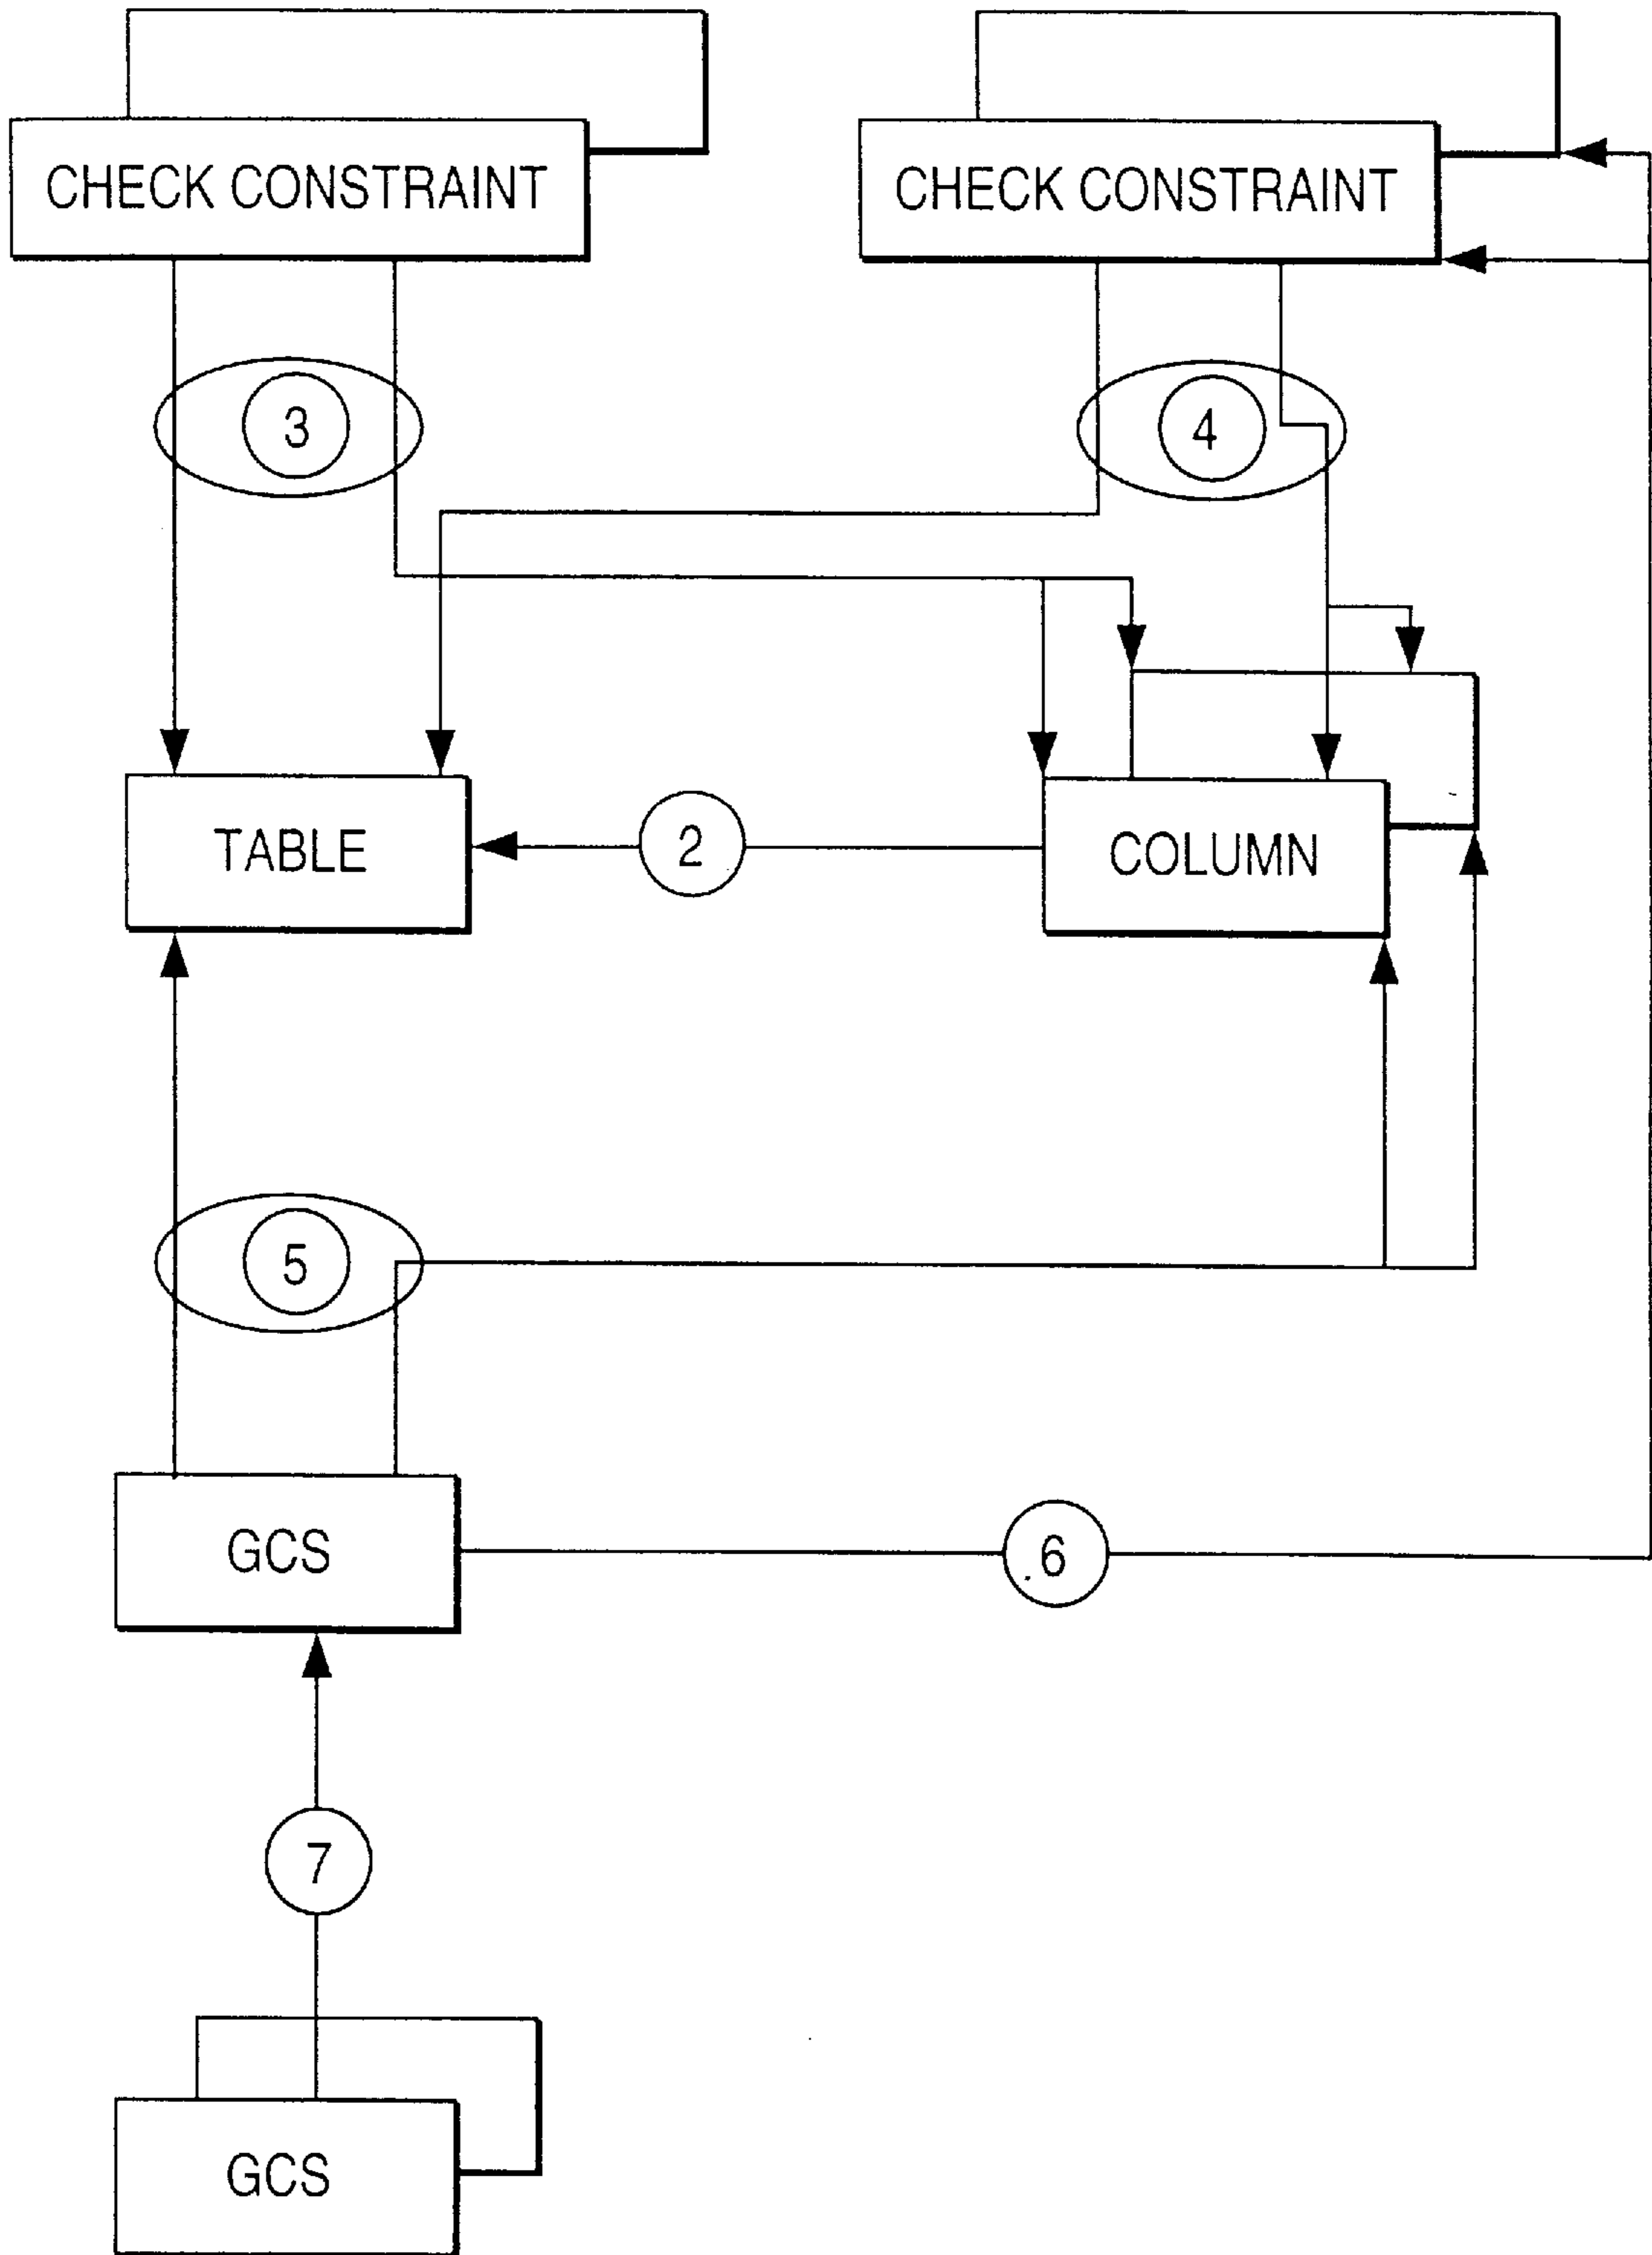 CHECK CONSTRAINT
CHECK CONSTRAINT
3
4
TABLE
2
COLUMN
5
GCS
6
7
GCS